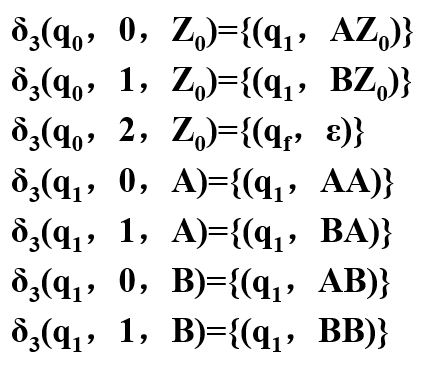 δ₃(q₀，0，Z₀)={(q₁，AZ₀)}
δ₃(q₀，1，Z₀)={(q₁，BZ₀)}
δ₃(q₀，2，Z₀)={(q_f，ε)}
δ₃(q₁，0，A)={(q₁，AA)}
δ₃(q₁，1，A)={(q₁，BA)}
δ₃(q₁，0，B)={(q₁，AB)}
δ₃(q₁，1，B)={(q₁，BB)}